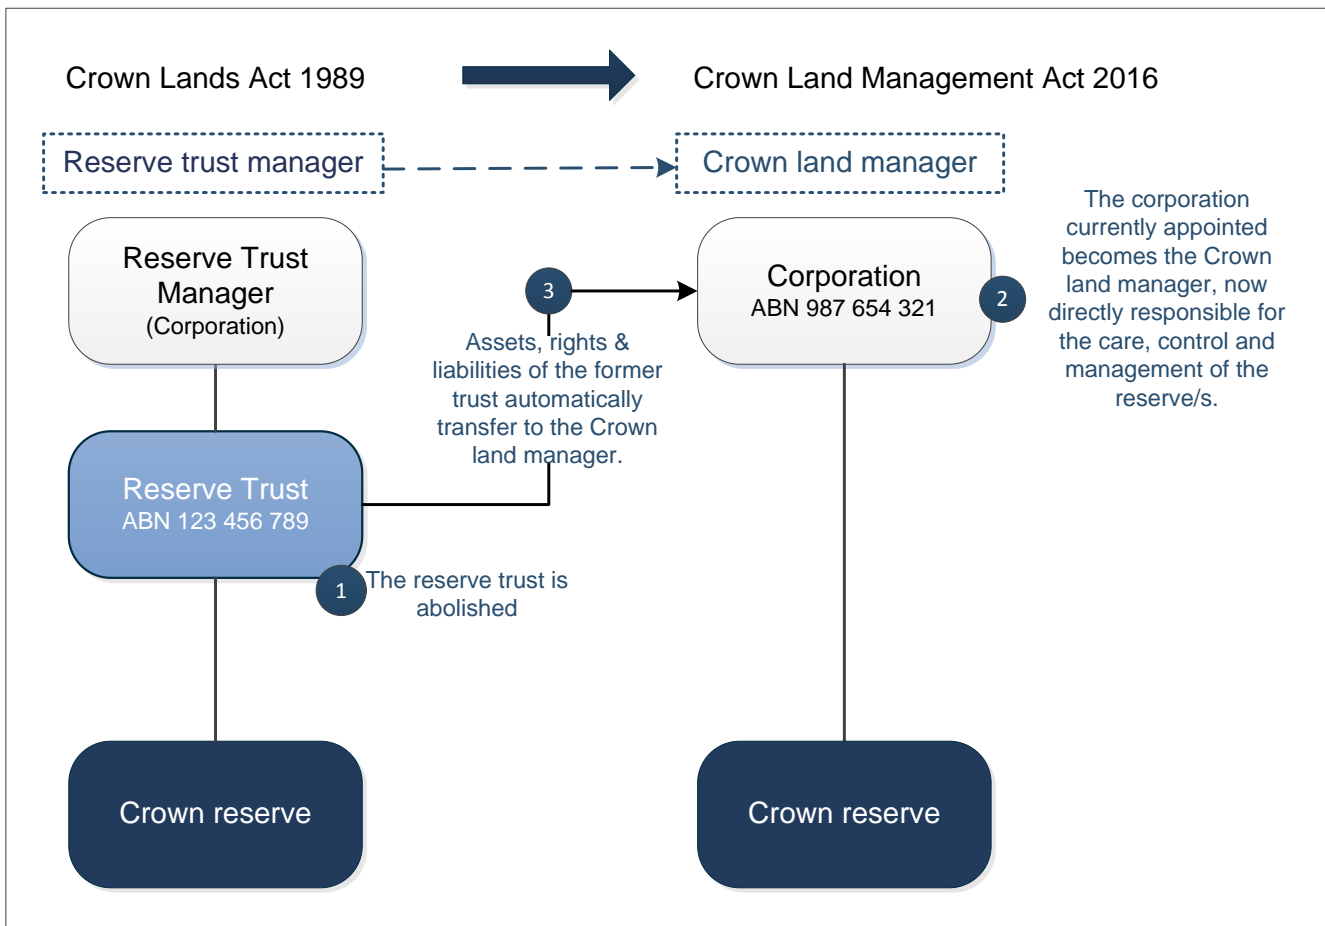 Crown Lands Act 1989
Crown Land Management Act 2016
Reserve trust manager
Crown land manager
Reserve Trust
Manager
(Corporation)
3
Corporation
ABN 987 654 321
2
The corporation
currently appointed
becomes the Crown
land manager, now
directly responsible for
the care, control and
management of the
reserve/s.
Assets, rights &
liabilities of the former
trust automatically
transfer to the Crown
land manager.
Reserve Trust
ABN 123 456 789
1
The reserve trust is
abolished
Crown reserve
Crown reserve